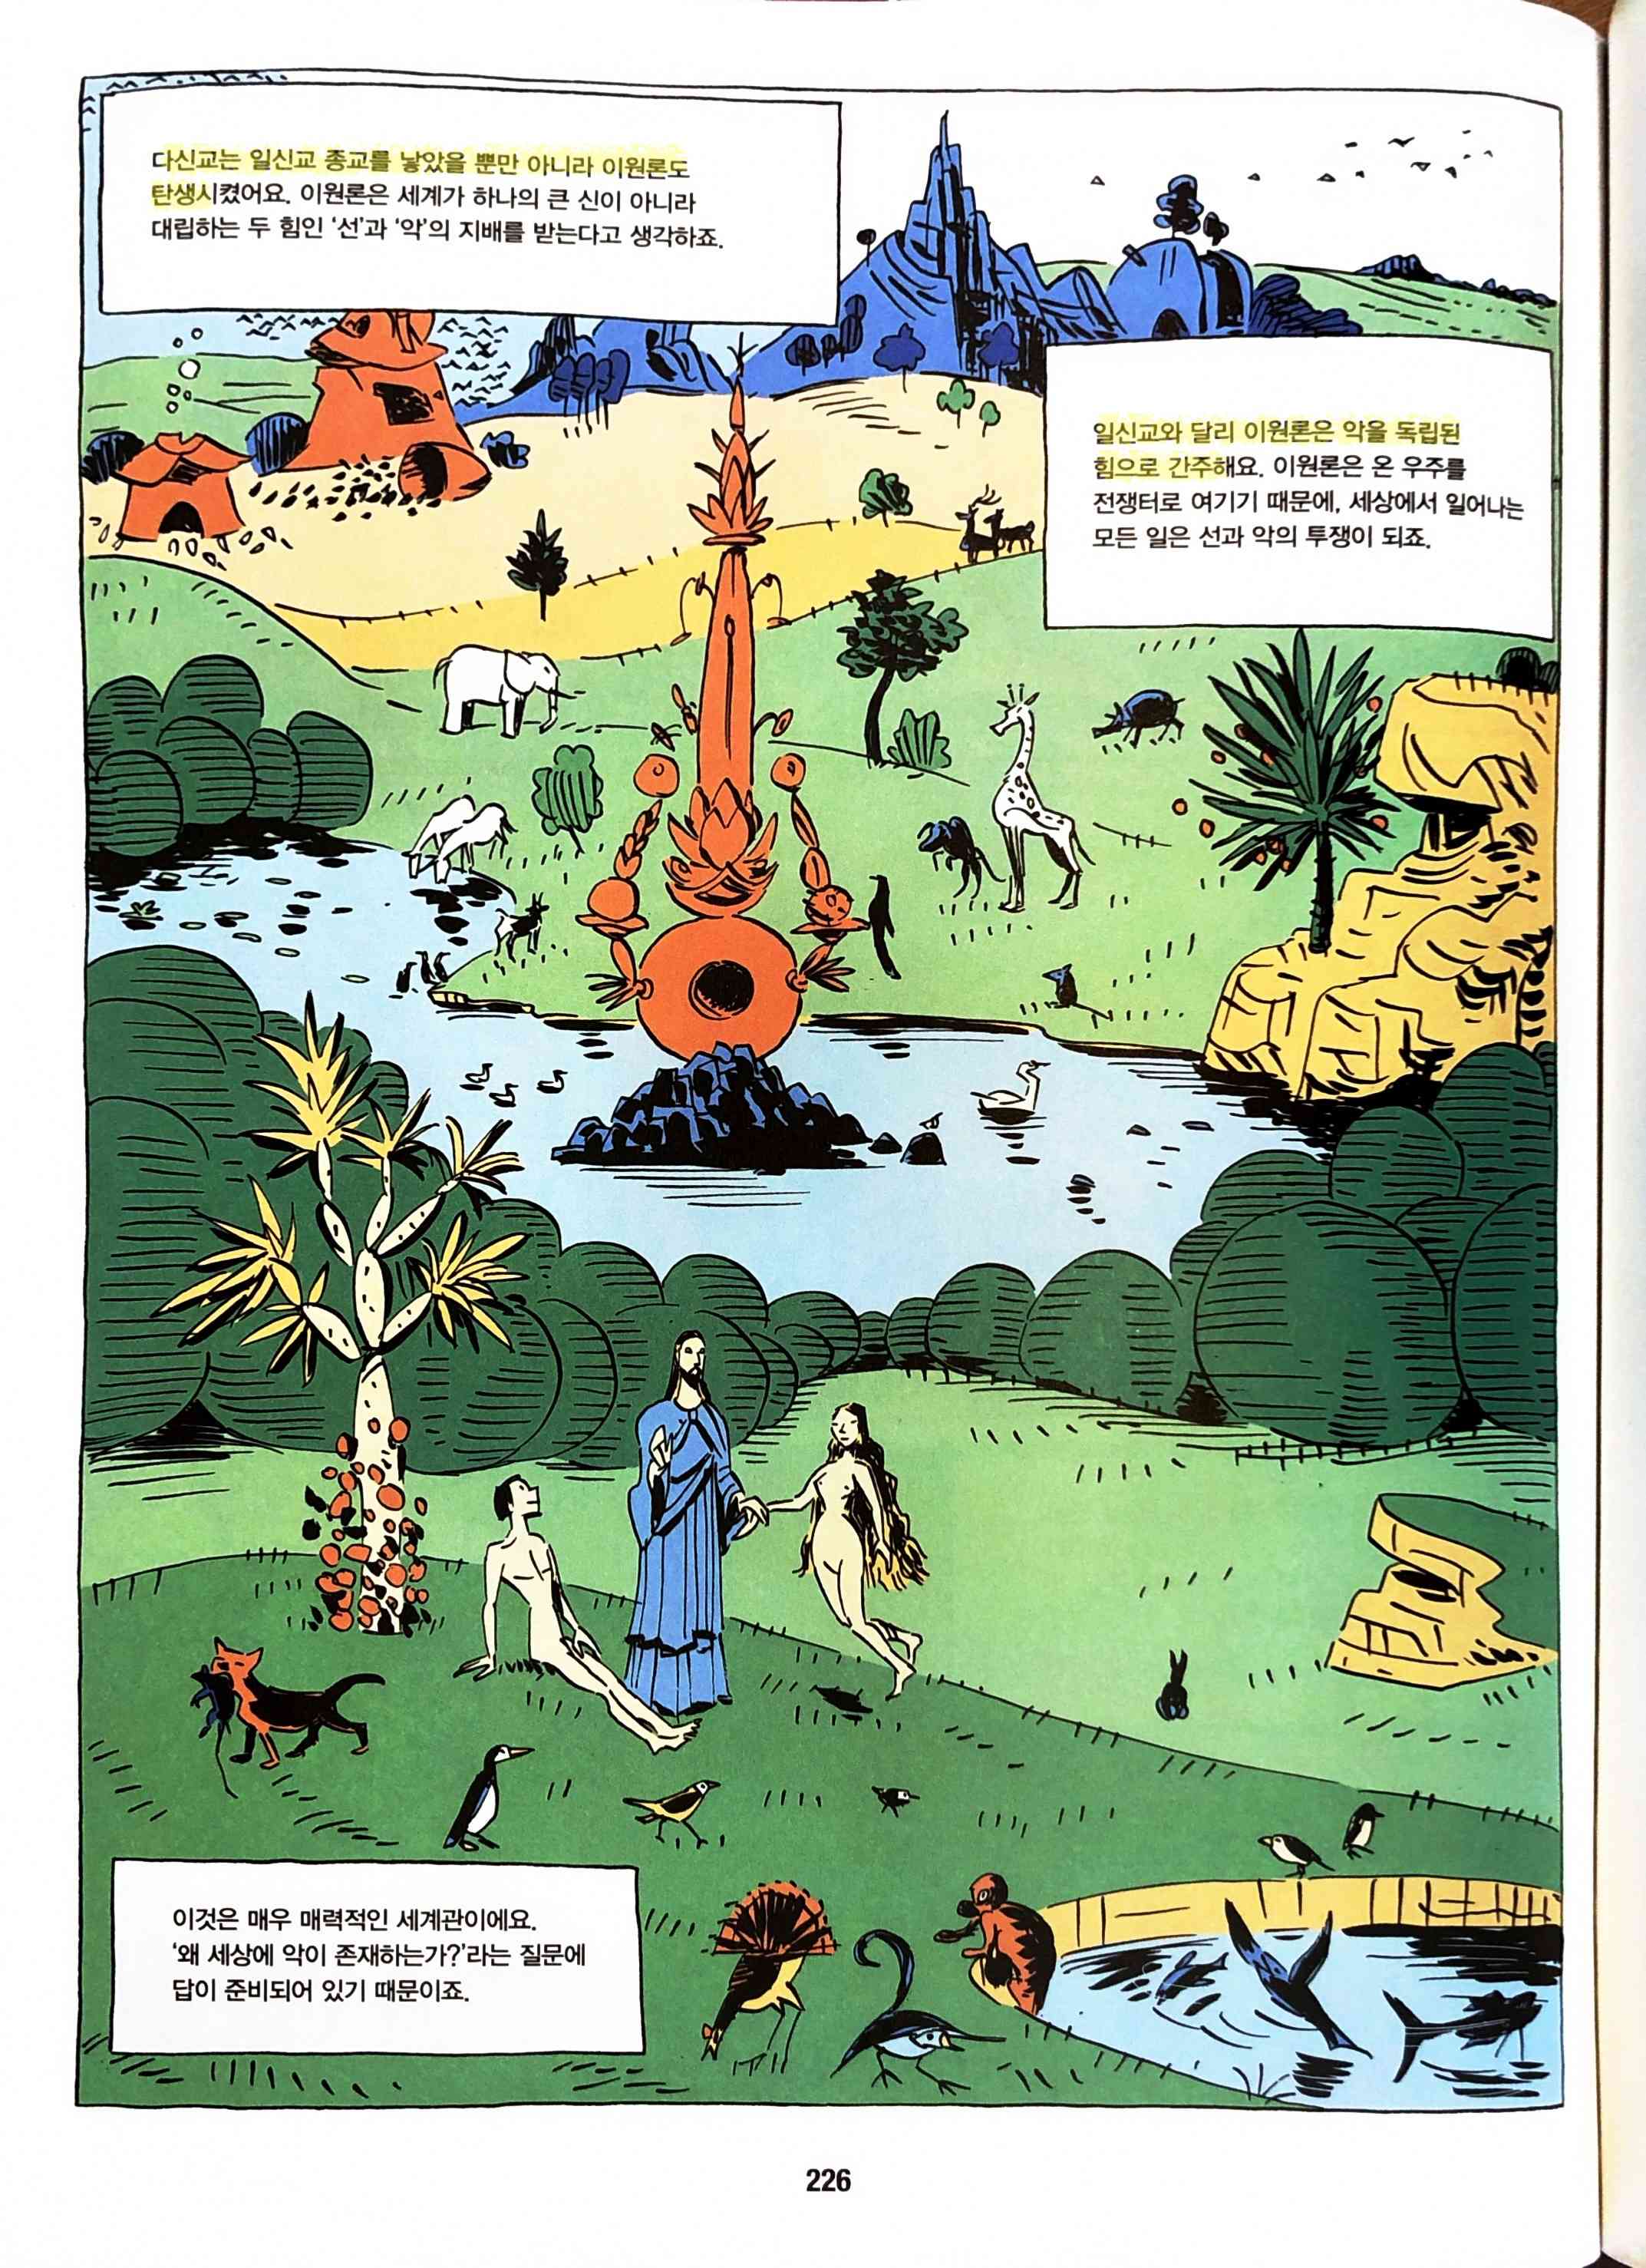 다신교는 일신교 종교를 낳았을 뿐만 아니라 이원론도
탄생시켰어요. 이원론은 세계가 하나의 큰 신이 아니라
대립하는 두 힘인 ‘선’과 ‘악’의 지배를 받는다고 생각하죠.
일신교와 달리 이원론은 악을 독립된
힘으로 간주해요. 이원론은 온 우주를
전쟁터로 여기기 때문에, 세상에서 일어나는
모든 일은 선과 악의 투쟁이 되죠.
이것은 매우 매력적인 세계관이에요.
‘왜 세상에 악이 존재하는가?’라는 질문에
답이 준비되어 있기 때문이죠.
226